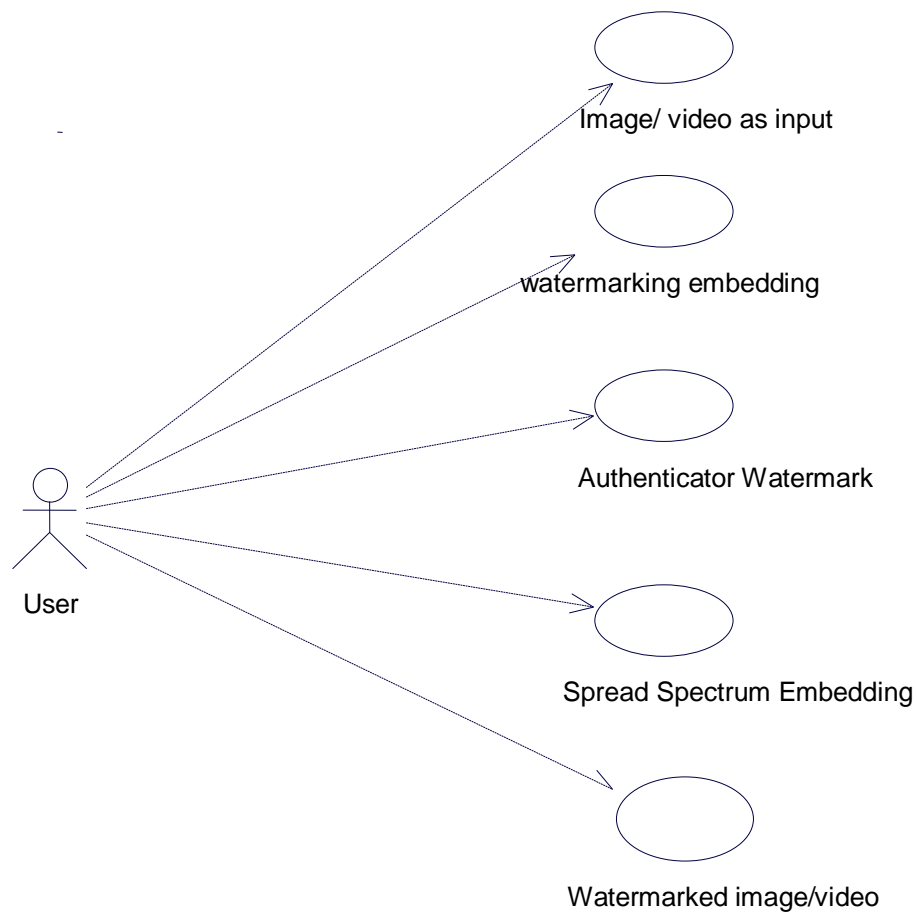 Image/ video as input
watermarking embedding
Authenticator Watermark
User
Spread Spectrum Embedding
Watermarked image/video